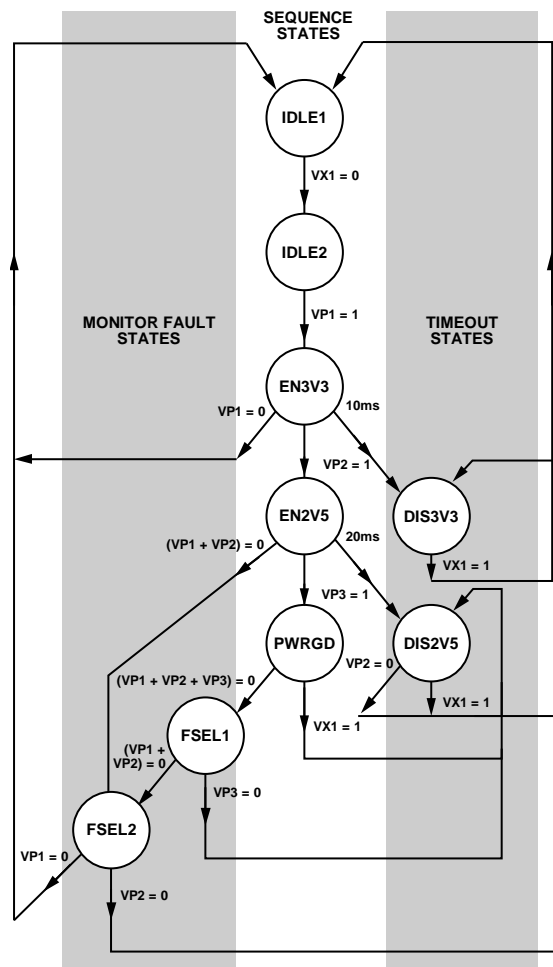 SEQUENCE
STATES
IDLE1
VX1 = 0
IDLE2
VP1 = 1
MONITOR FAULT
STATES
TIMEOUT
STATES
EN3V3
VP1 = 0
10ms
VP2 = 1
DIS3V3
EN2V5
(VP1 + VP2) = 0
20ms
VX1 = 1
VP3 = 1
PWRGD
DIS2V5
VP2 = 0
(VP1 + VP2 + VP3) = 0
VX1 = 1
VX1 = 1
FSEL1
(VP1 +
VP2) = 0
VP3 = 0
FSEL2
VP1 = 0
VP2 = 0